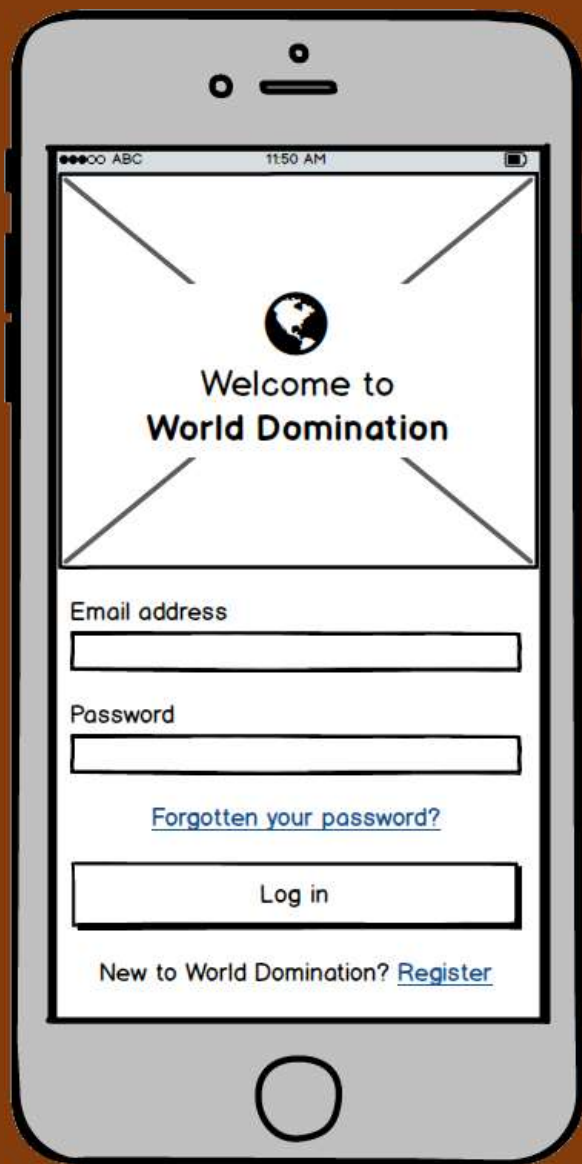 ABC 11:50 AM
Welcome to
World Domination
Email address
Password
Forgotten your password?
Log in
New to World Domination? Register